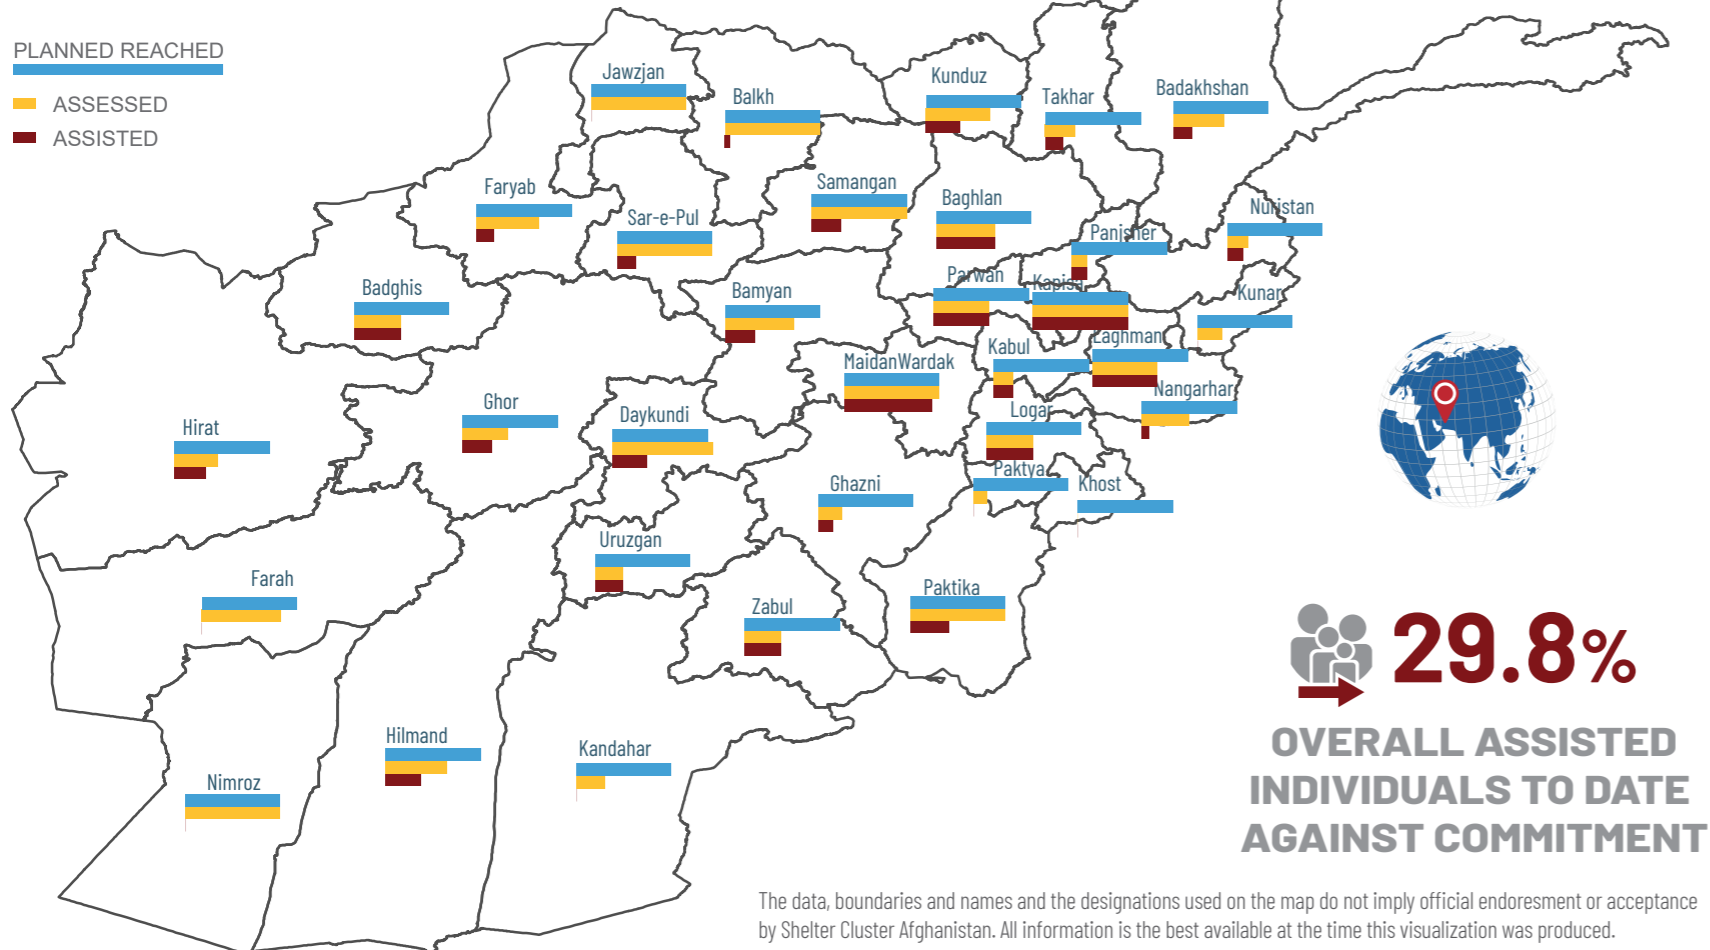 PLANNED REACHED
ASSESSED
ASSISTED
Jawzjan
Balkh
Kunduz
Takhar
Badakhshan
Faryab
Sar-e-Pul
Samangan
Baghlan
Nuristan
Panjsher
Badghis
Bamyan
Parwan
Kapisa
Kunar
Laghman
Kabul
MaidanWardak
Nangarhar
Hirat
Ghor
Daykundi
Logar
Ghazni
Paktya
Khost
Uruzgan
Farah
Zabul
Paktika
Hilmand
Kandahar
Nimroz
29.8%
OVERALL ASSISTED
INDIVIDUALS TO DATE
AGAINST COMMITMENT
The data, boundaries and names and the designations used on the map do not imply official endoresment or acceptance
by Shelter Cluster Afghanistan. All information is the best available at the time this visualization was produced.